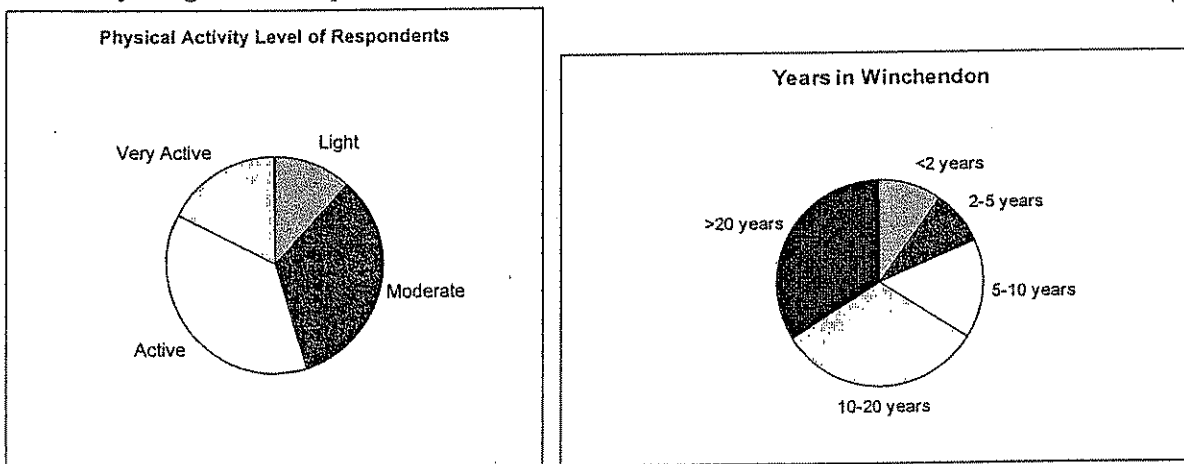 Physical Activity Level of Respondents
Very Active
Light
Moderate
Active
Years in Winchendon
<2 years
2-5 years
>20 years
5-10 years
10-20 years